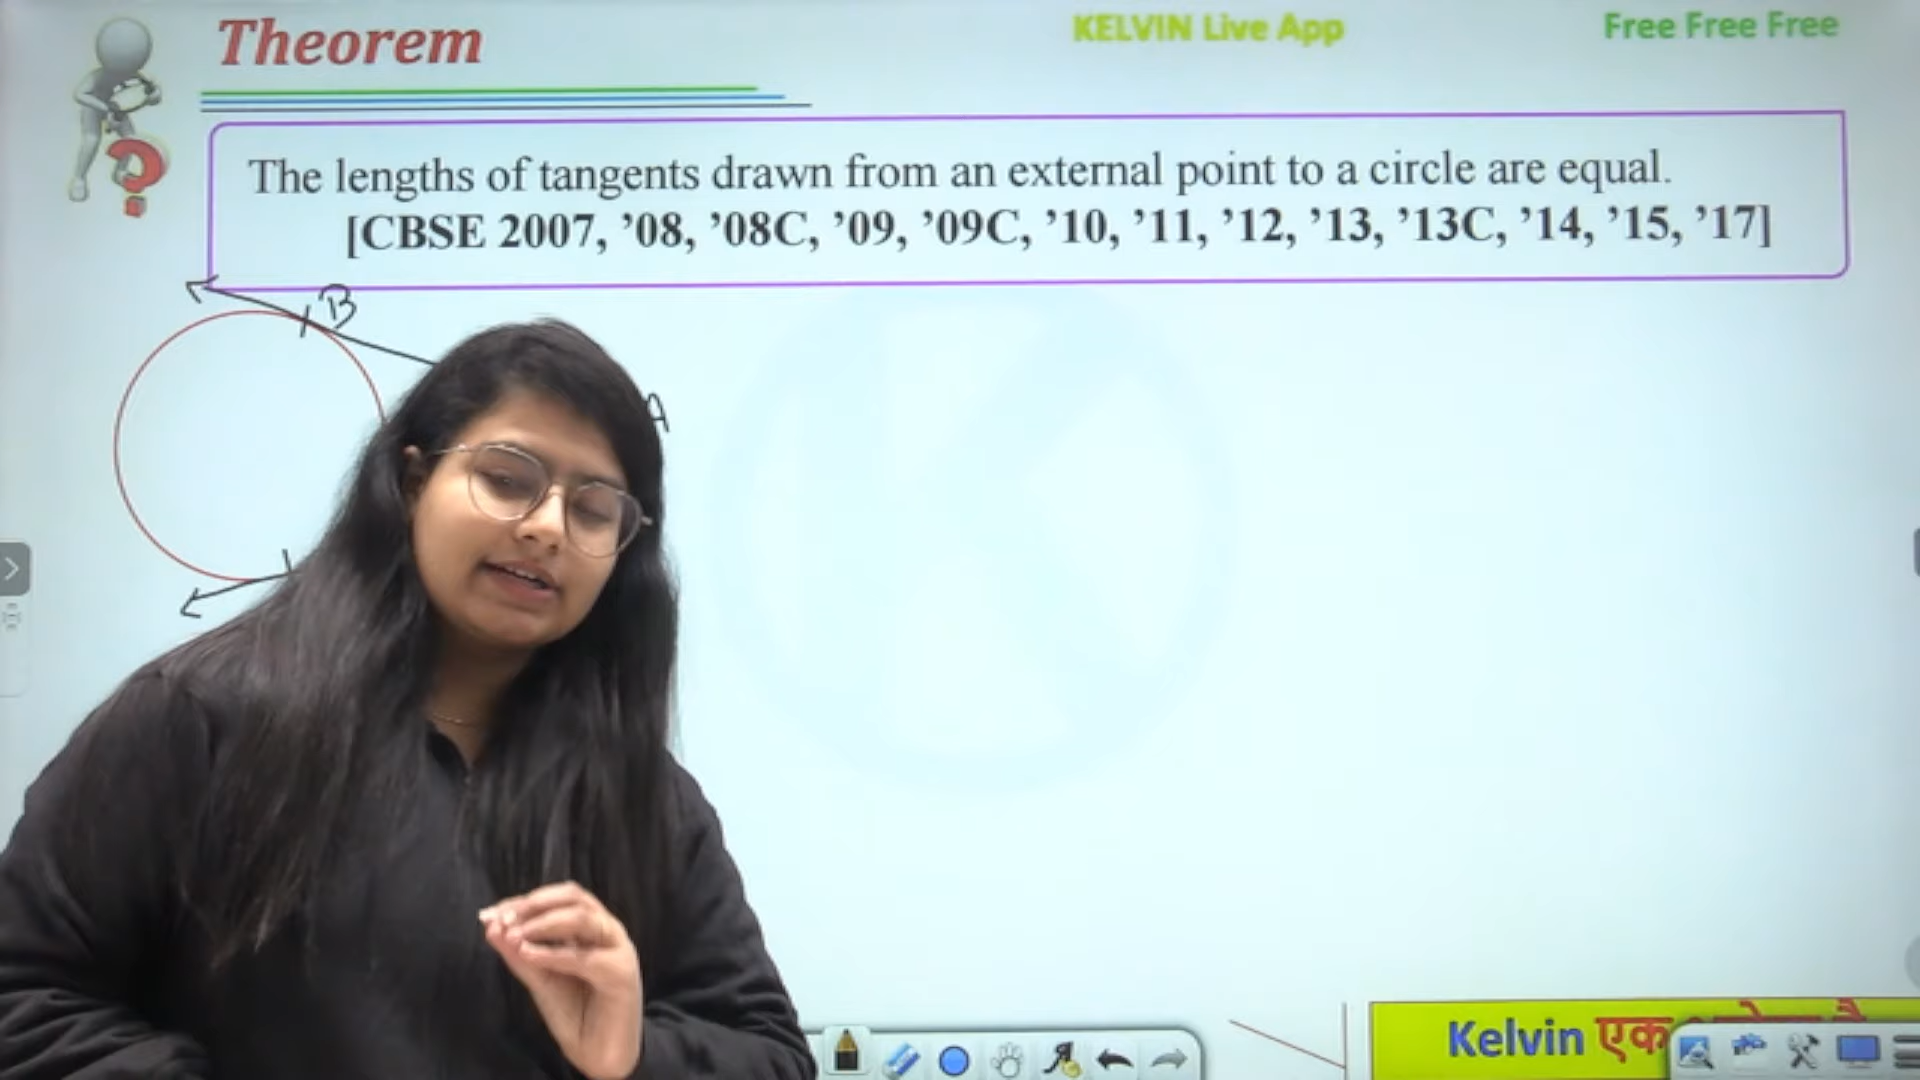 Theorem
KELVIN Live App
Free Free Free
The lengths of tangents drawn from an external point to a circle are equal.
[CBSE 2007, ’08, ’08C, ’09, ’09C, ’10, ’11, ’12, ’13, ’13C, ’14, ’15, ’17]
B
A
Kelvin एक